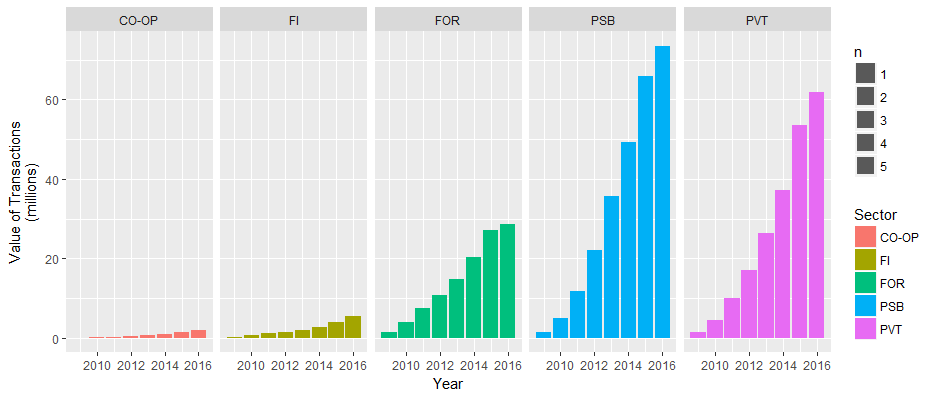 CO-OP FI FOR PSB PVT
Value of Transactions
(millions)
60
40
20
0
2010 2012 2014 2016 2010 2012 2014 2016 2010 2012 2014 2016 2010 2012 2014 2016 2010 2012 2014 2016
Year
n
1
2
3
4
5
Sector
CO-OP
FI
FOR
PSB
PVT